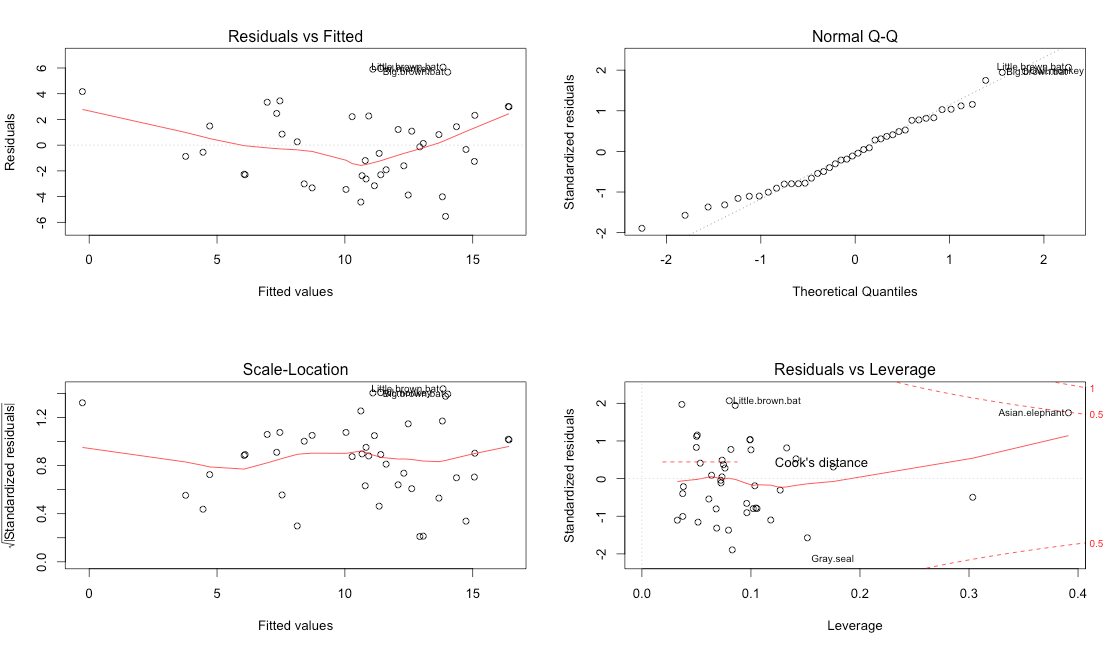 Residuals vs Fitted
Residuals
6
4
2
0
-2
-4
-6
Little.brown.bat
Big.brown.bat
0
5
10
15
Fitted values
Normal Q-Q
Standardized residuals
2
1
0
-1
-2
Little.brown.bat
Big.brown.bat
-2
-1
0
1
2
Theoretical Quantiles
Scale-Location
√|Standardized residuals|
1.2
0.8
0.4
0.0
Little.brown.bat
Big.brown.bat
0
5
10
15
Fitted values
Residuals vs Leverage
Standardized residuals
2
1
0
-1
-2
Little.brown.bat
Asian.elephant
Cook's distance
Gray.seal
1
0.5
0.5
0.0
0.1
0.2
0.3
0.4
Leverage